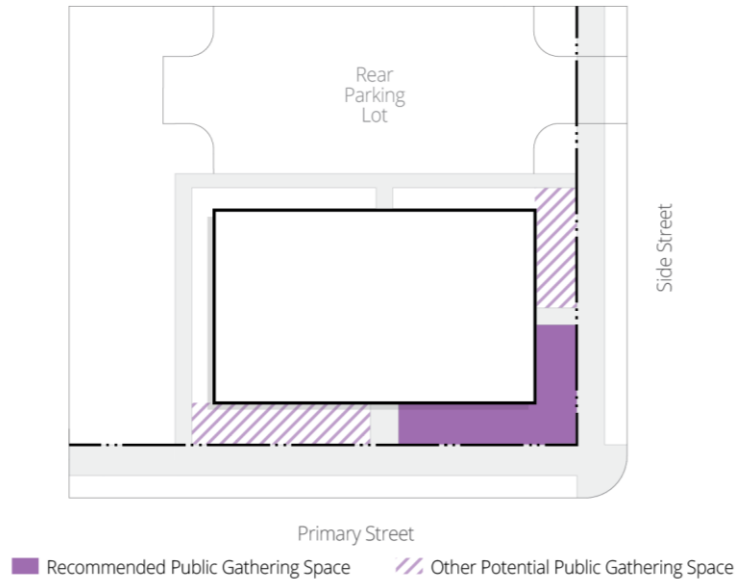 Rear
Parking
Lot
Side Street
Primary Street
Recommended Public Gathering Space
Other Potential Public Gathering Space